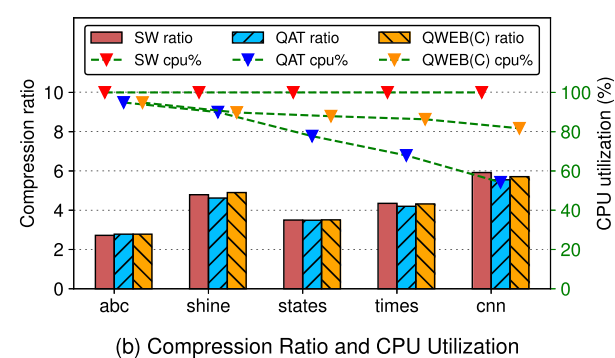 SW ratio QAT ratio QWEB(C) ratio
SW cpu% QAT cpu% QWEB(C) cpu%
Compression ratio
10
8
6
4
2
0
CPU utilization (%)
100
80
60
40
20
0
abc shine states times cnn
(b) Compression Ratio and CPU Utilization